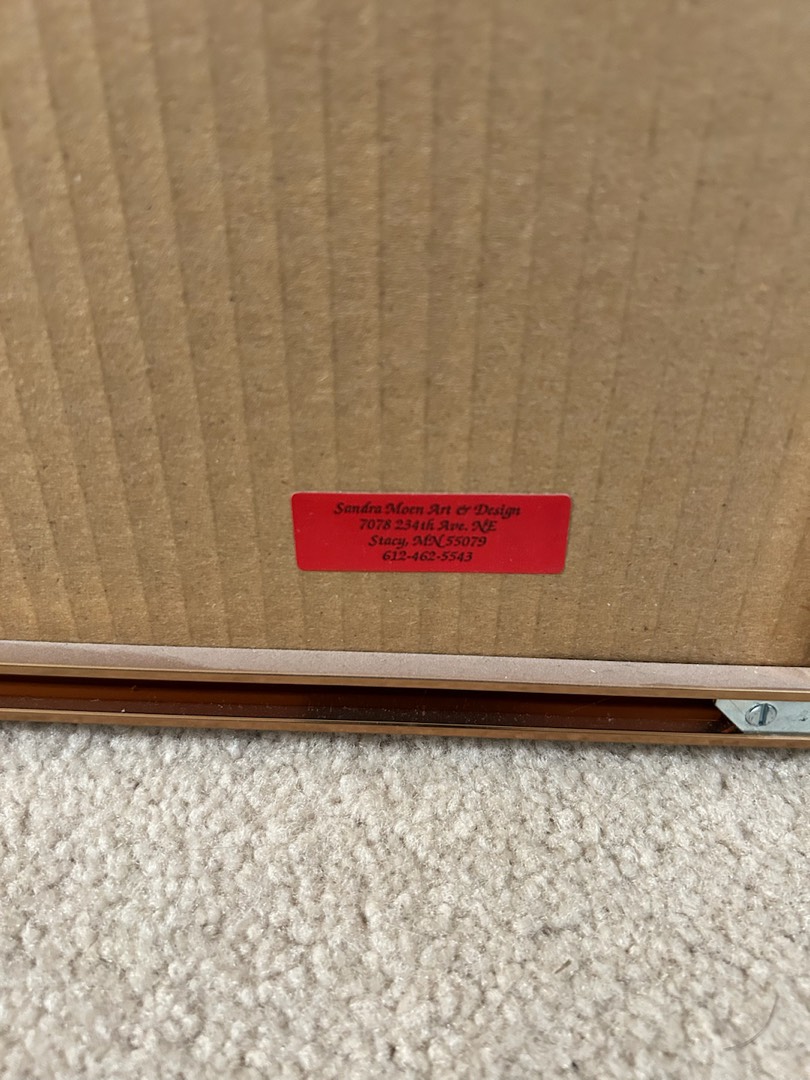 Sandra Moen Art & Design
7078 234th Ave. NE
Stacy, MN 55079
612-462-5543